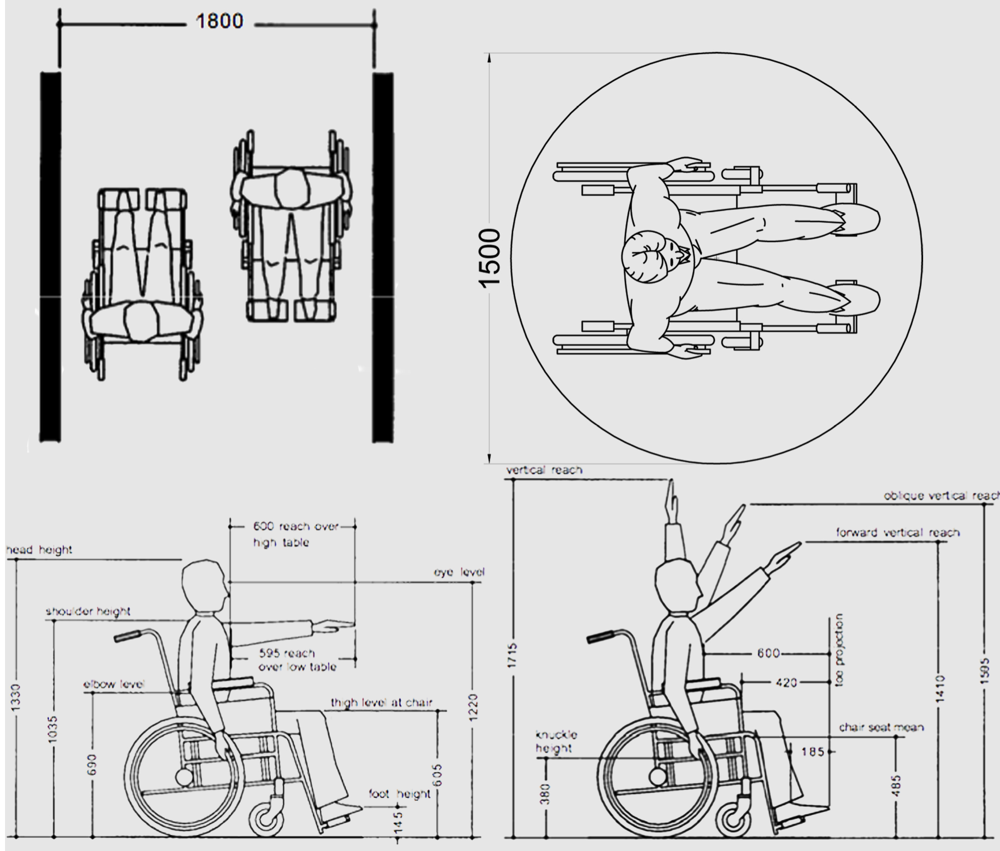 1800
1500
600 reach over
high table
head height
eye level
shoulder height
595 reach
over low table
elbow level
thigh level at chair
foot height
1330
1035
690
145
605
1220
vertical reach
oblique vertical reach
forward vertical reach
toe projection
600
420
chair seat mean
knuckle
height
185
1715
380
485
1410
1595